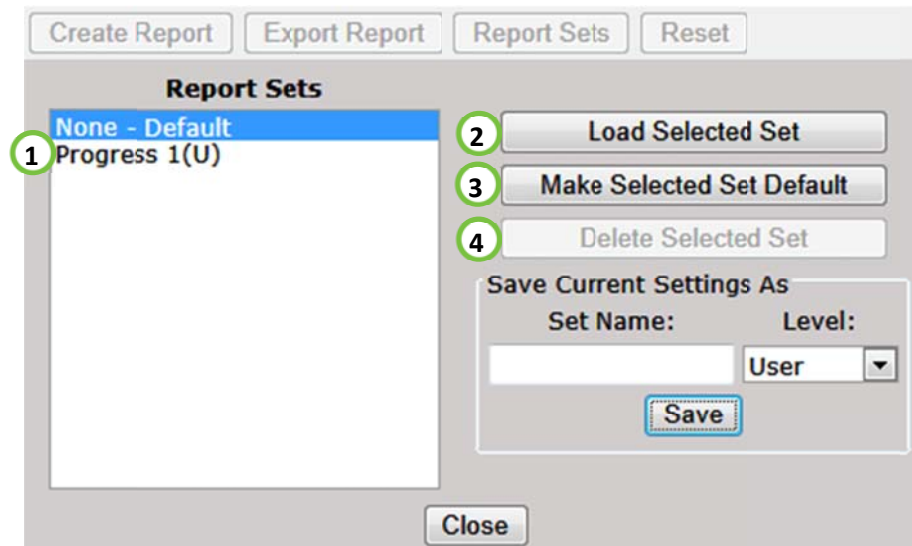 Create Report Export Report Report Sets Reset
Report Sets
None - Default
1 Progress 1(U)
2 Load Selected Set
3 Make Selected Set Default
4 Delete Selected Set
Save Current Settings As
Set Name: Level:
User
Save
Close